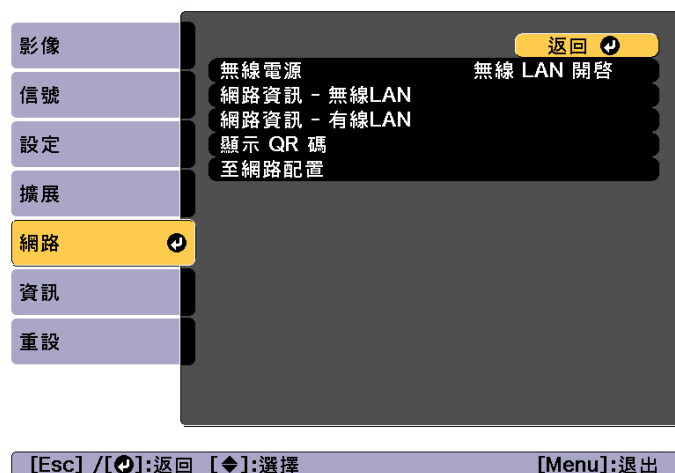 影像
信號
設定
擴展
網路
資訊
重設
返回
無線電源 無線 LAN 開啓
網路資訊 - 無線LAN
網路資訊 - 有線LAN
顯示 QR 碼
至網路配置
[Esc] /[⏎]:返回 [◆]:選擇 [Menu]:退出